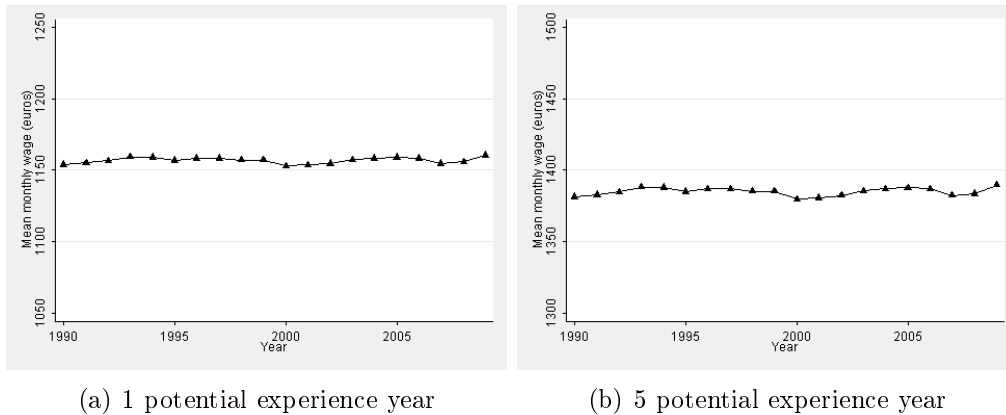 1250
1200
1150
1100
1050
Mean monthly wage (euros)
1990 1995 2000 2005
Year
(a) 1 potential experience year
1500
1450
1400
1350
1300
Mean monthly wage (euros)
1990 1995 2000 2005
Year
(b) 5 potential experience year